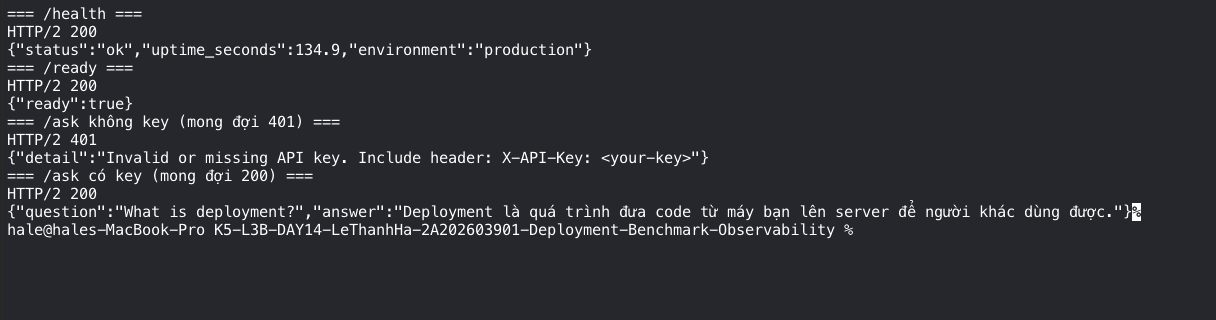 === /health ===
HTTP/2 200
{"status":"ok","uptime_seconds":134.9,"environment":"production"}
=== /ready ===
HTTP/2 200
{"ready":true}
=== /ask không key (mong đợi 401) ===
HTTP/2 401
{"detail":"Invalid or missing API key. Include header: X-API-Key: <your-key>"}
=== /ask có key (mong đợi 200) ===
HTTP/2 200
{"question":"What is deployment?","answer":"Deployment là quá trình đưa code từ máy bạn lên server để người khác dùng được."}%
hale@hales-MacBook-Pro K5-L3B-DAY14-LeThanhHa-2A202603901-Deployment-Benchmark-Observability %